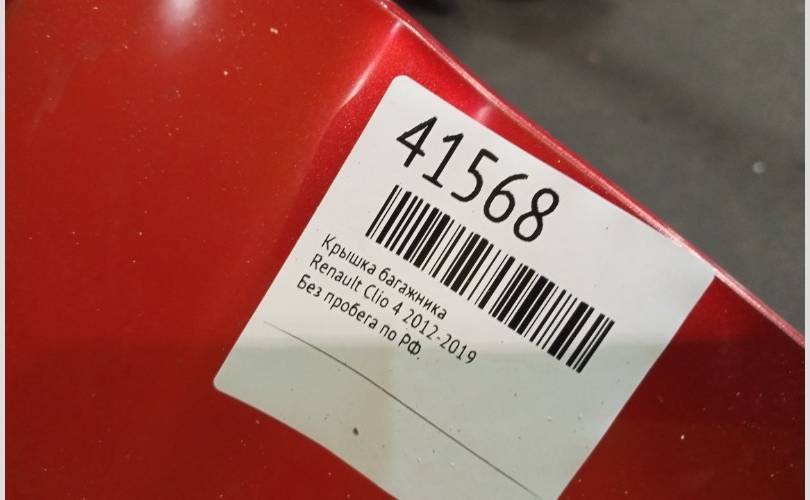 41568
Крышка багажника
Renault Clio 4 2012-2019
Без пробега по РФ.